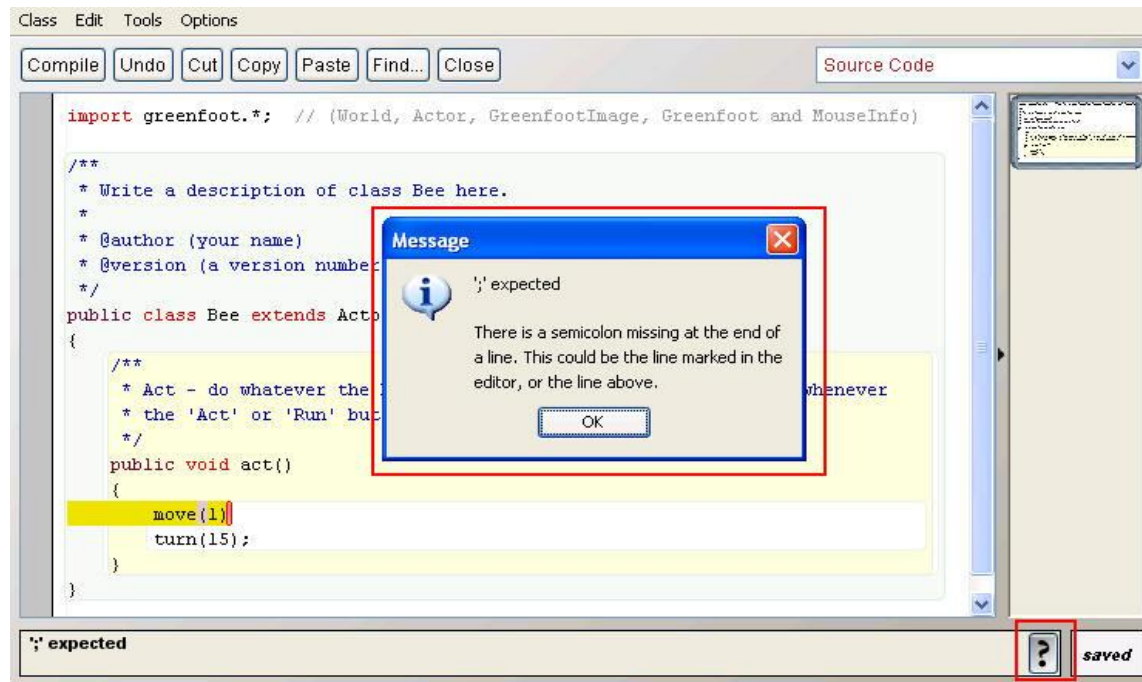 Class Edit Tools Options
Compile Undo Cut Copy Paste Find... Close Source Code
import greenfoot.*; // (World, Actor, GreenfootImage, Greenfoot and MouseInfo)
/**
* Write a description of class Bee here.
*
* @author (your name)
* @version (a version number
*/
public class Bee extends Acto
{
/**
* Act - do whatever the whenever
* the 'Act' or 'Run' but
*/
public void act()
{
move(1)
turn(15);
}
}
Message
';' expected
There is a semicolon missing at the end of
a line. This could be the line marked in the
editor, or the line above.
OK
';' expected ? saved